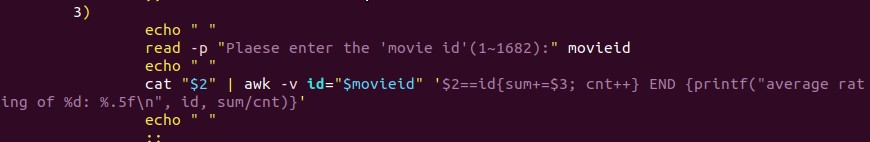 3)
echo " "
read -p "Plaese enter the 'movie id'(1~1682):" movieid
echo " "
cat "$2" | awk -v id="$movieid" '$2==id{sum+=$3; cnt++} END {printf("average rat
ing of %d: %.5f\n", id, sum/cnt)}'
echo " "
;;